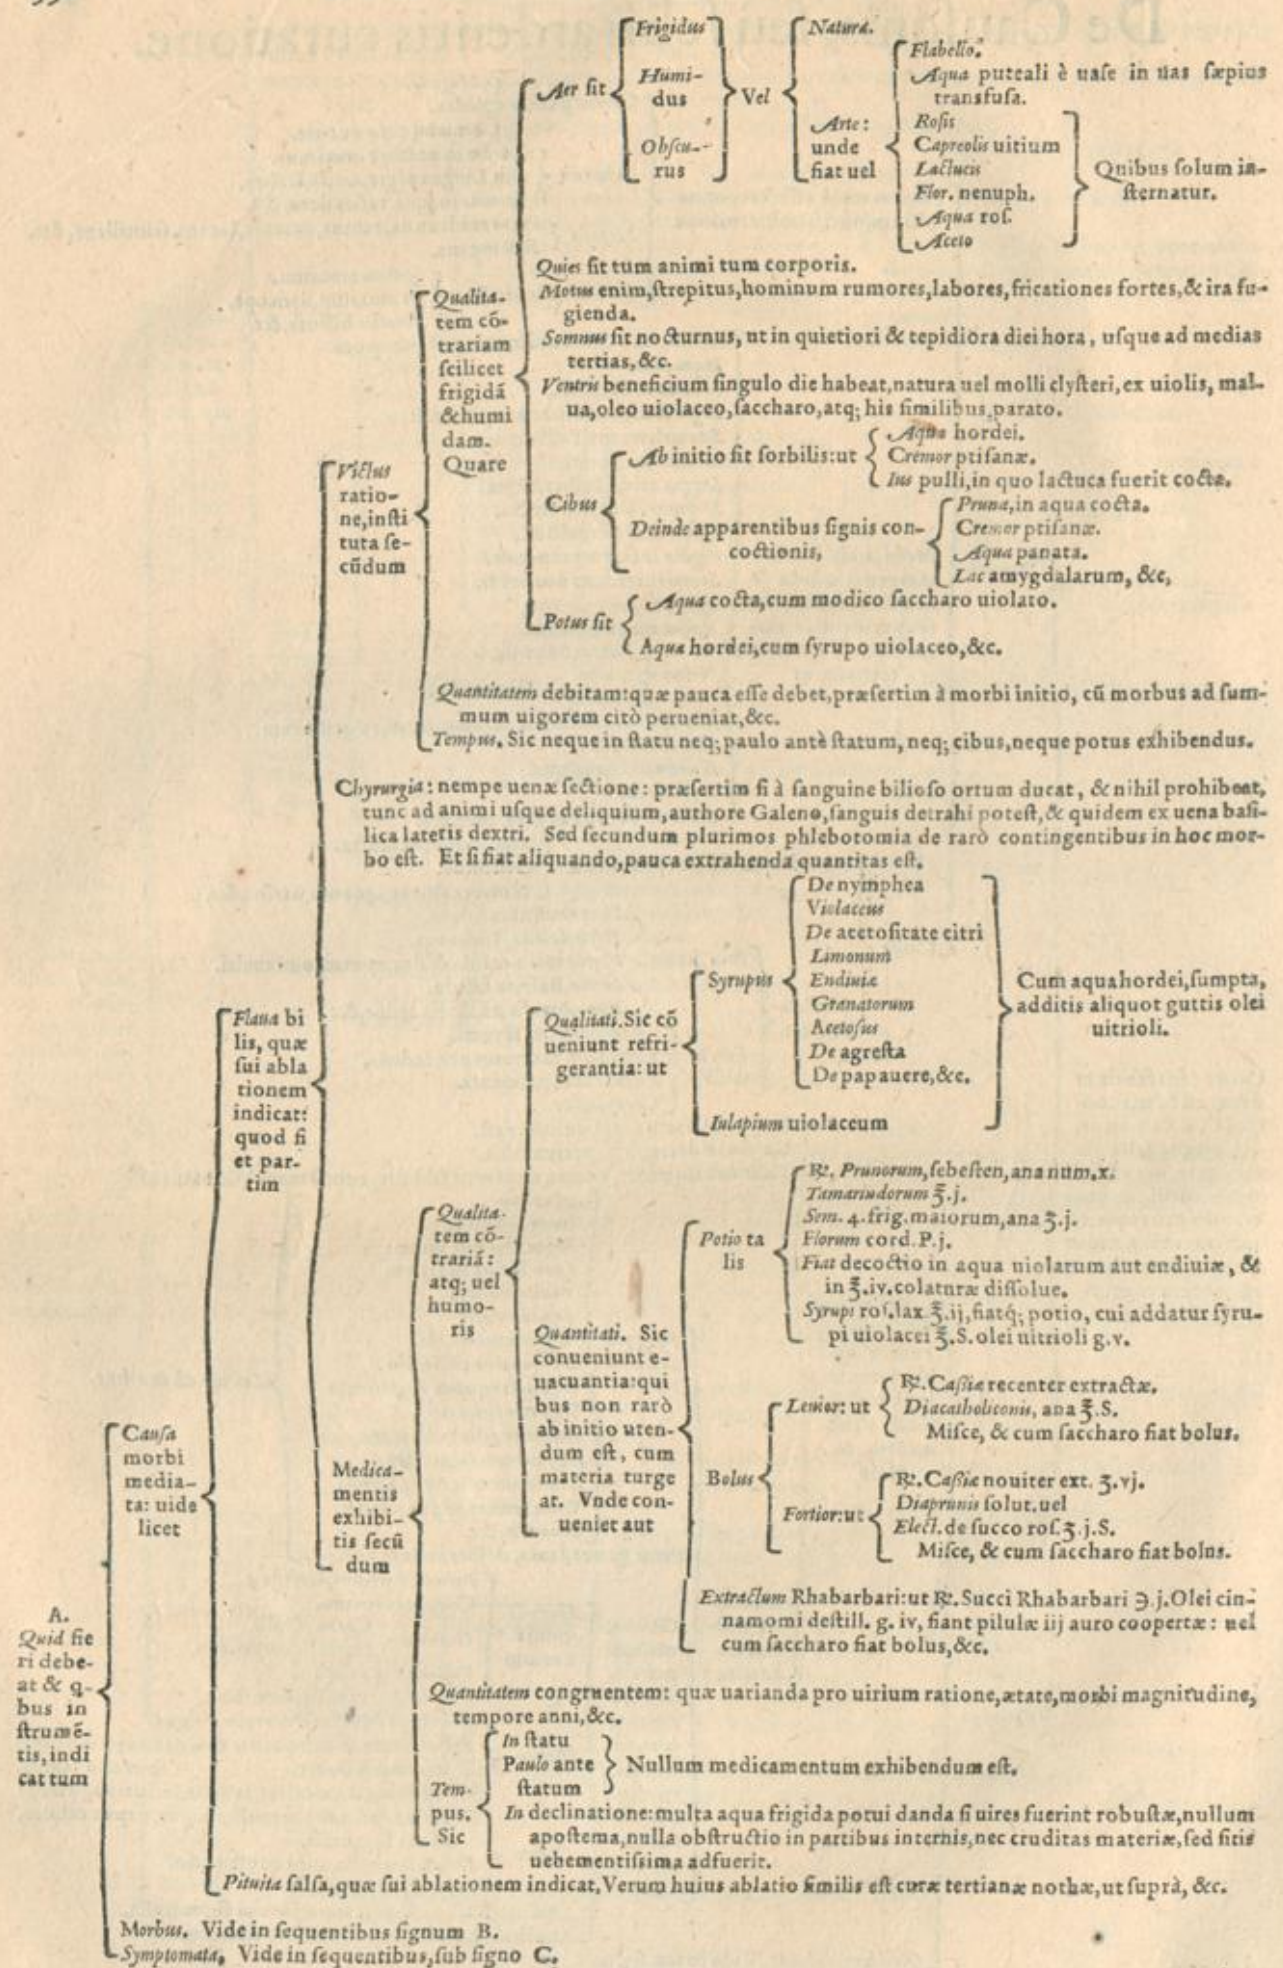 Frigidus
Humi-
dus
Obscu-
rus
Aer sit
Vel
Natura.
Arte:
unde
fiat uel
Flabello.
Aqua puteali è uase in uas sæpius
transfusa.
Rosis
Capreolis uitium
Lactucis
Flor. nenuph.
Aqua ros.
Aceto
Quibus solum in-
sternatur.
Quies sit tum animi tum corporis.
Motus enim, strepitus, hominum rumores, labores, fricationes fortes, & ira fu-
gienda.
Somnus sit nocturnus, ut in quietiori & tepidiora diei hora, usque ad medias
tertias, &c.
Ventris beneficium singulo die habeat, natura uel molli clysteri, ex uiolis, mal-
ua, oleo uiolaceo, saccharo, atq; his similibus, parato.
Qualita-
tem cō-
trariam
scilicet
frigidā
& humi
dam.
Quare
Cibus
Ab initio sit sorbilis: ut
Aqua hordei.
Cremor ptisanæ.
Ius pulli, in quo lactuca fuerit cocta.
Deinde apparentibus signis con-
coctionis,
Pruna, in aqua cocta.
Cremor ptisanæ.
Aqua panata.
Lac amygdalarum, &c,
Potus sit
Aqua cocta, cum modico saccharo uiolato.
Aqua hordei, cum syrupo uiolaceo, &c.
Victus
ratio-
ne, insti
tuta se-
cūdum
Quantitatem debitam: quæ pauca esse debet, præsertim à morbi initio, cū morbus ad sum-
mum uigorem citò perueniat, &c.
Tempus. Sic neque in statu neq; paulo antè statum, neq; cibus, neque potus exhibendus.
Chyrurgia: nempe uenæ sectione: præsertim si à sanguine bilioso ortum ducat, & nihil prohibeat,
tunc ad animi usque deliquium, authore Galeno, sanguis detrahi potest, & quidem ex uena basi-
lica lateris dextri. Sed secundum plurimos phlebotomia de rarò contingentibus in hoc mor-
bo est. Et si fiat aliquando, pauca extrahenda quantitas est.
Flaua bi
lis, quæ
sui abla
tionem
indicat:
quod fi
et par-
tim
Qualitati. Sic cō
ueniunt refri-
gerantia: ut
Syrupus
De nymphea
Violaceus
De acetositate citri
Limonum
Endiuiæ
Granatorum
Acetosus
De agresta
De papauere, &c.
Iulapium uiolaceum
Cum aqua hordei, sumpta,
additis aliquot guttis olei
uitrioli.
Qualita-
tem cō-
trariā:
atq; uel
humo-
ris
Quantitati. Sic
conueniunt e-
uacuantia: qui
bus non rarò
ab initio uten-
dum est, cum
materia turge
at. Vnde con-
ueniet aut
Potio ta
lis
℞. Prunorum, sebesten, ana num. x.
Tamarindorum ℥.j.
Sem. 4. frig. maiorum, ana ʒ.j.
Florum cord. P.j.
Fiat decoctio in aqua uiolarum aut endiuiæ, &
in ℥.iv. colaturæ dissolue.
Syrupi ros. lax ℥.ij, fiatq́; potio, cui addatur syru-
pi uiolacei ℥.S. olei uitrioli g.v.
Bolus
Lenior: ut
℞. Cassiæ recenter extractæ.
Diacatholiconis, ana ℥.S.
Misce, & cum saccharo fiat bolus.
Fortior: ut
℞. Cassiæ nouiter ext. ʒ.vj.
Diaprunis solut. uel
Elect. de succo ros. ʒ.j.S.
Misce, & cum saccharo fiat bolus.
Extractum Rhabarbari: ut ℞. Succi Rhabarbari ℈.j. Olei cin-
namomi destill. g. iv, fiant pilulæ iij auro coopertæ: uel
cum saccharo fiat bolus, &c.
Medica-
mentis
exhibi-
tis secū
dum
Quantitatem congruentem: quæ uarianda pro uirium ratione, ætate, morbi magnitudine,
tempore anni, &c.
Tem-
pus.
Sic
In statu
Paulo ante
statum
Nullum medicamentum exhibendum est.
In declinatione: multa aqua frigida potui danda si uires fuerint robustæ, nullum
apostema, nulla obstructio in partibus internis, nec cruditas materiæ, sed sitis
uehementissima adfuerit.
Causa
morbi
media-
ta: uide
licet
Pituita salsa, quæ sui ablationem indicat, Verum huius ablatio similis est curæ tertianæ nothæ, ut suprà, &c.
A.
Quid fie
ri debe-
at & q-
bus in
strumē-
tis, indi
cat tum
Morbus. Vide in sequentibus signum B.
Symptomata, Vide in sequentibus, sub signo C.